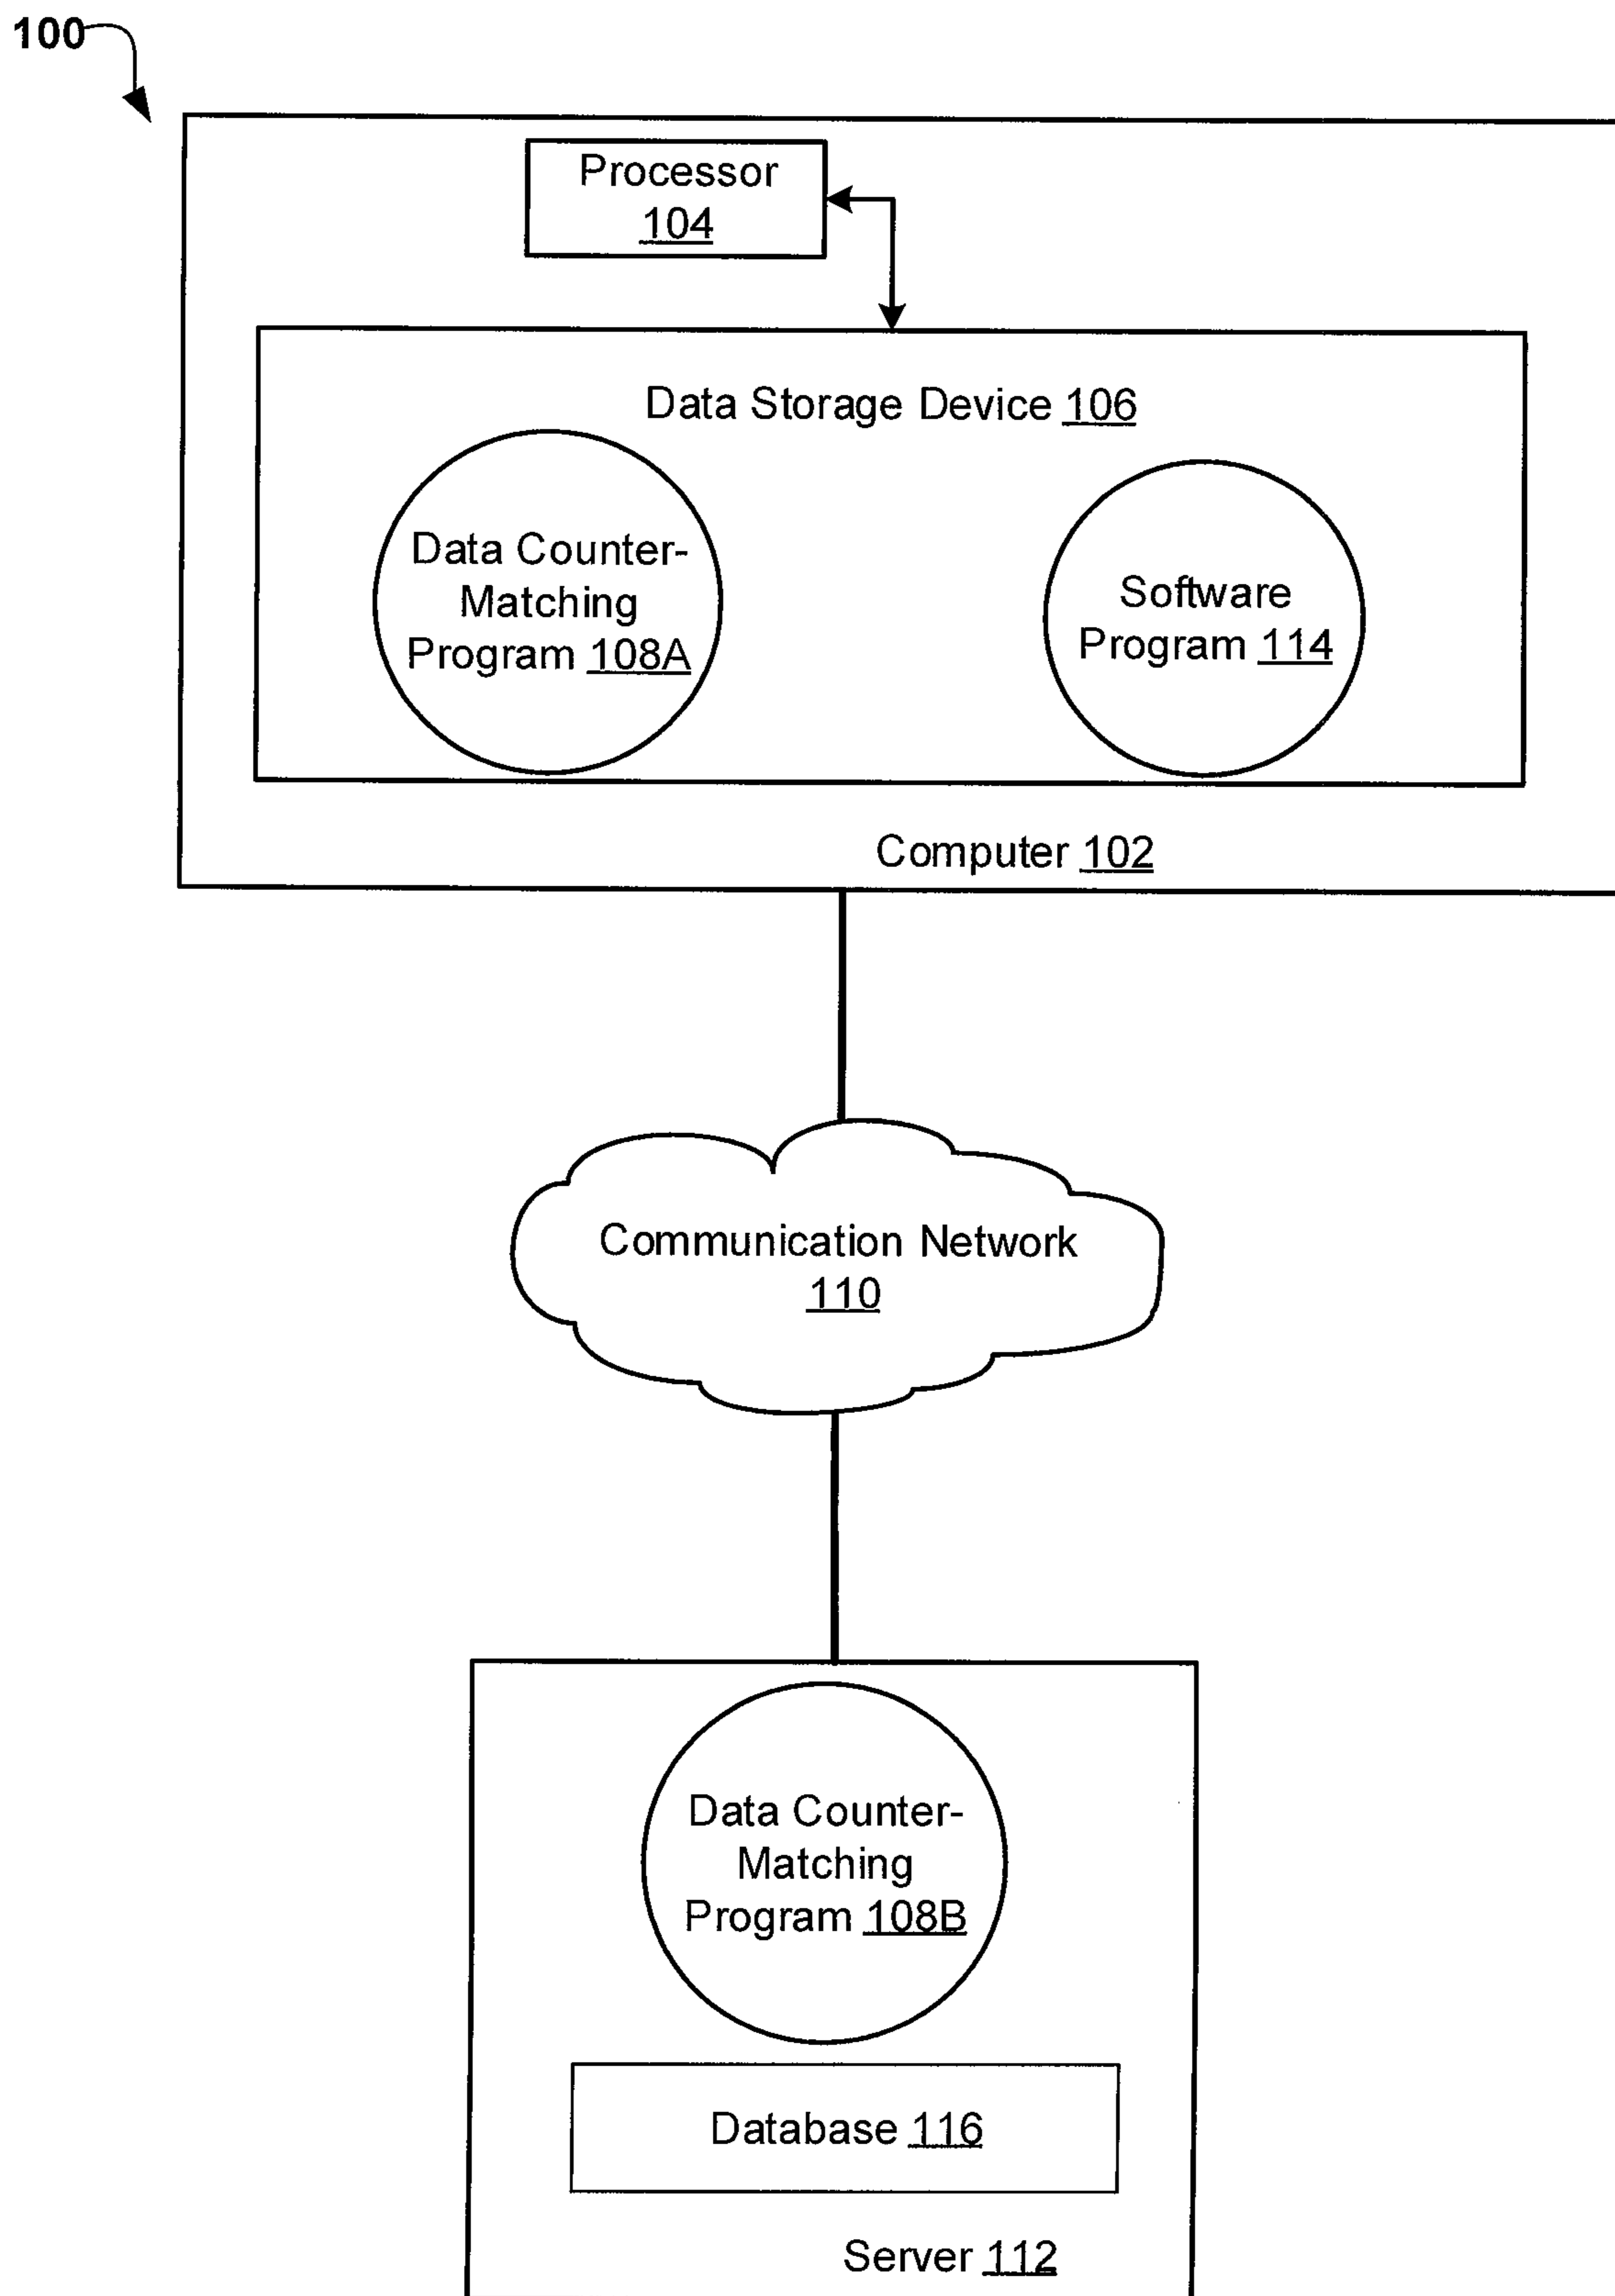 100
Processor
104
Data Storage Device 106
Data Counter-
Matching
Program 108A
Software
Program 114
Computer 102
Communication Network
110
Data Counter-
Matching
Program 108B
Database 116
Server 112